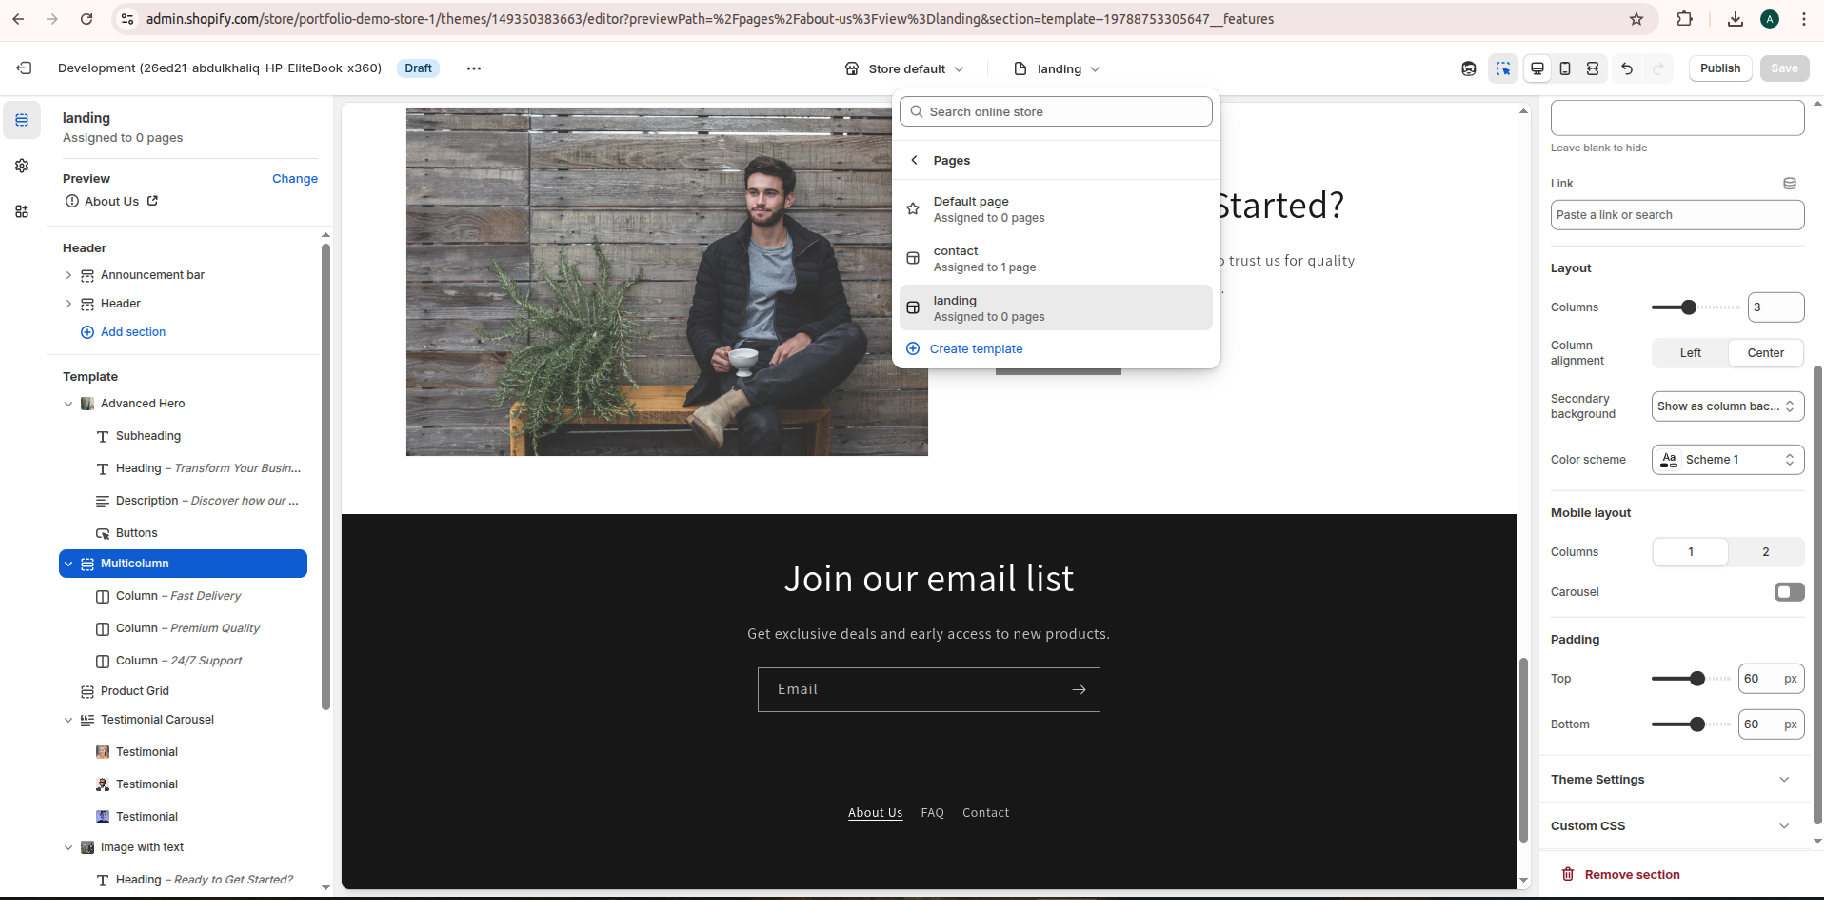 admin.shopify.com/store/portfolio-demo-store-1/themes/149350383663/editor?previewPath=%2Fpages%2Fabout-us%3Fview%3Dlanding&section=template--19788753305647__features
A
Development (26ed21-abdulkhaliq-HP-EliteBook-x360)
Draft
Store default
landing
Publish
Save
landing
Assigned to 0 pages
Preview
Change
About Us
Header
Announcement bar
Header
Add section
Template
Advanced Hero
Subheading
Heading – Transform Your Busin...
Description – Discover how our ...
Buttons
Multicolumn
Column – Fast Delivery
Column – Premium Quality
Column – 24/7 Support
Product Grid
Testimonial Carousel
Testimonial
Testimonial
Testimonial
Image with text
Heading – Ready to Get Started?
Search online store
Pages
Default page
Assigned to 0 pages
contact
Assigned to 1 page
landing
Assigned to 0 pages
Create template
Started?
trust us for quality
Join our email list
Get exclusive deals and early access to new products.
Email
About Us FAQ Contact
Leave blank to hide
Link
Paste a link or search
Layout
Columns
3
Column
alignment
Left
Center
Secondary
background
Show as column bac...
Color scheme
Aa
Scheme 1
Mobile layout
Columns
1
2
Carousel
Padding
Top
60 px
Bottom
60 px
Theme Settings
Custom CSS
Remove section